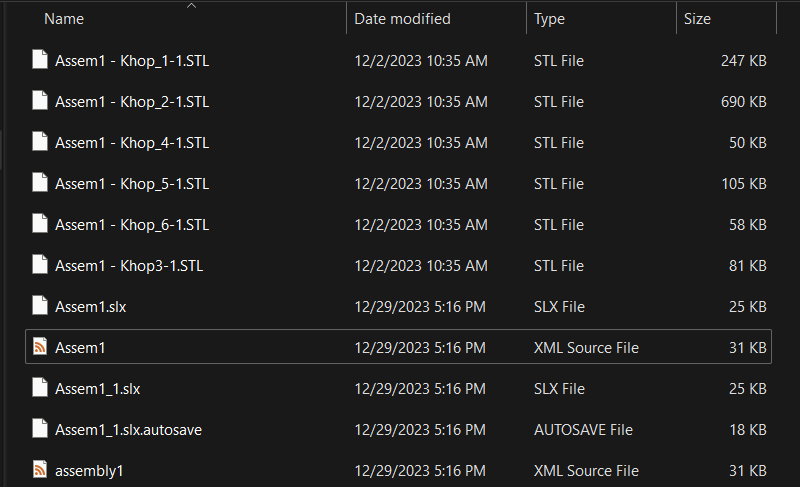 Name Date modified Type Size
Assem1 - Khop_1-1.STL 12/2/2023 10:35 AM STL File 247 KB
Assem1 - Khop_2-1.STL 12/2/2023 10:35 AM STL File 690 KB
Assem1 - Khop_4-1.STL 12/2/2023 10:35 AM STL File 50 KB
Assem1 - Khop_5-1.STL 12/2/2023 10:35 AM STL File 105 KB
Assem1 - Khop_6-1.STL 12/2/2023 10:35 AM STL File 58 KB
Assem1 - Khop3-1.STL 12/2/2023 10:35 AM STL File 81 KB
Assem1.slx 12/29/2023 5:16 PM SLX File 25 KB
Assem1 12/29/2023 5:16 PM XML Source File 31 KB
Assem1_1.slx 12/29/2023 5:16 PM SLX File 25 KB
Assem1_1.slx.autosave 12/29/2023 5:16 PM AUTOSAVE File 18 KB
assembly1 12/29/2023 5:16 PM XML Source File 31 KB